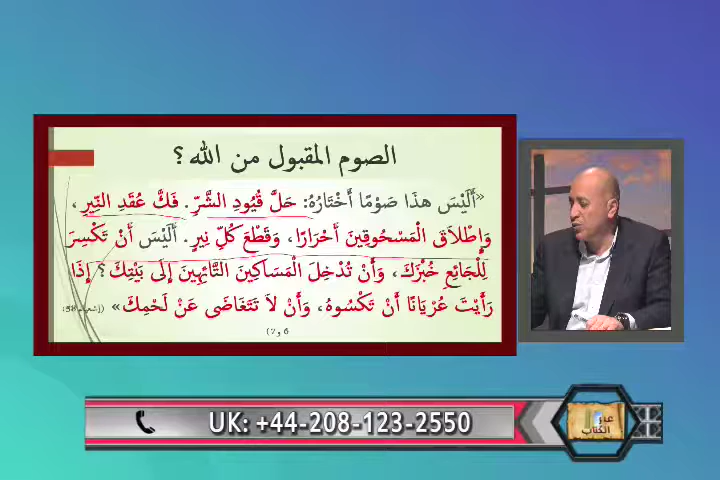 الصوم المقبول من الله ؟
«أَلَيْسَ هذَا صَوْمًا أَخْتَارُهُ: حَلَّ قُيُودِ الشَّرِّ. فَكَّ عُقَدِ النِّيرِ ،
وَإِطْلاَقَ الْمَسْحُوقِينَ أَحْرَارًا، وَقَطْعَ كُلِّ نِيرٍ. أَلَيْسَ أَنْ تَكْسِرَ
لِلْجَائِعِ خُبْزَكَ، وَأَنْ تُدْخِلَ الْمَسَاكِينَ التَّائِهِينَ إِلَى بَيْتِكَ ؟ إِذَا
رَأَيْتَ عُرْيَانًا أَنْ تَكْسُوهُ، وَأَنْ لاَ تَتَغَاضَى عَنْ لَحْمِكَ» (إشعياء 58:
6 و7)
UK: +44-208-123-2550
الكتاب